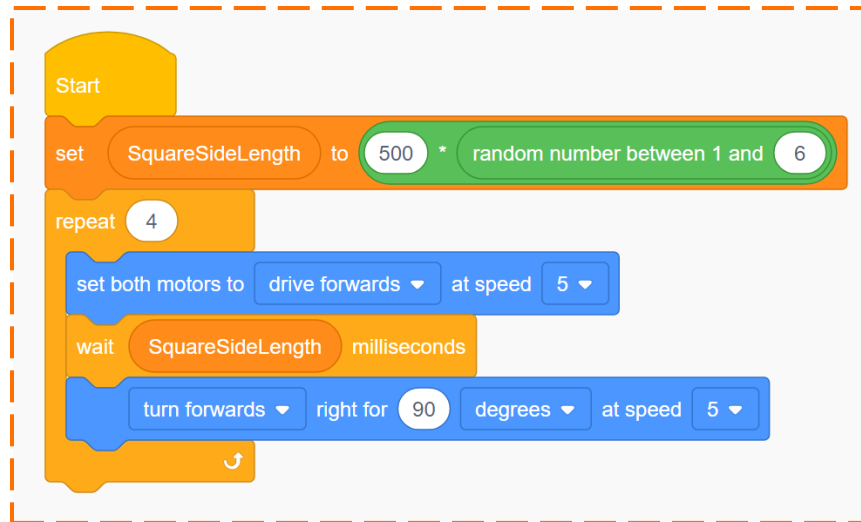 Start
set SquareSideLength to 500 * random number between 1 and 6
repeat 4
set both motors to drive forwards at speed 5
wait SquareSideLength milliseconds
turn forwards right for 90 degrees at speed 5